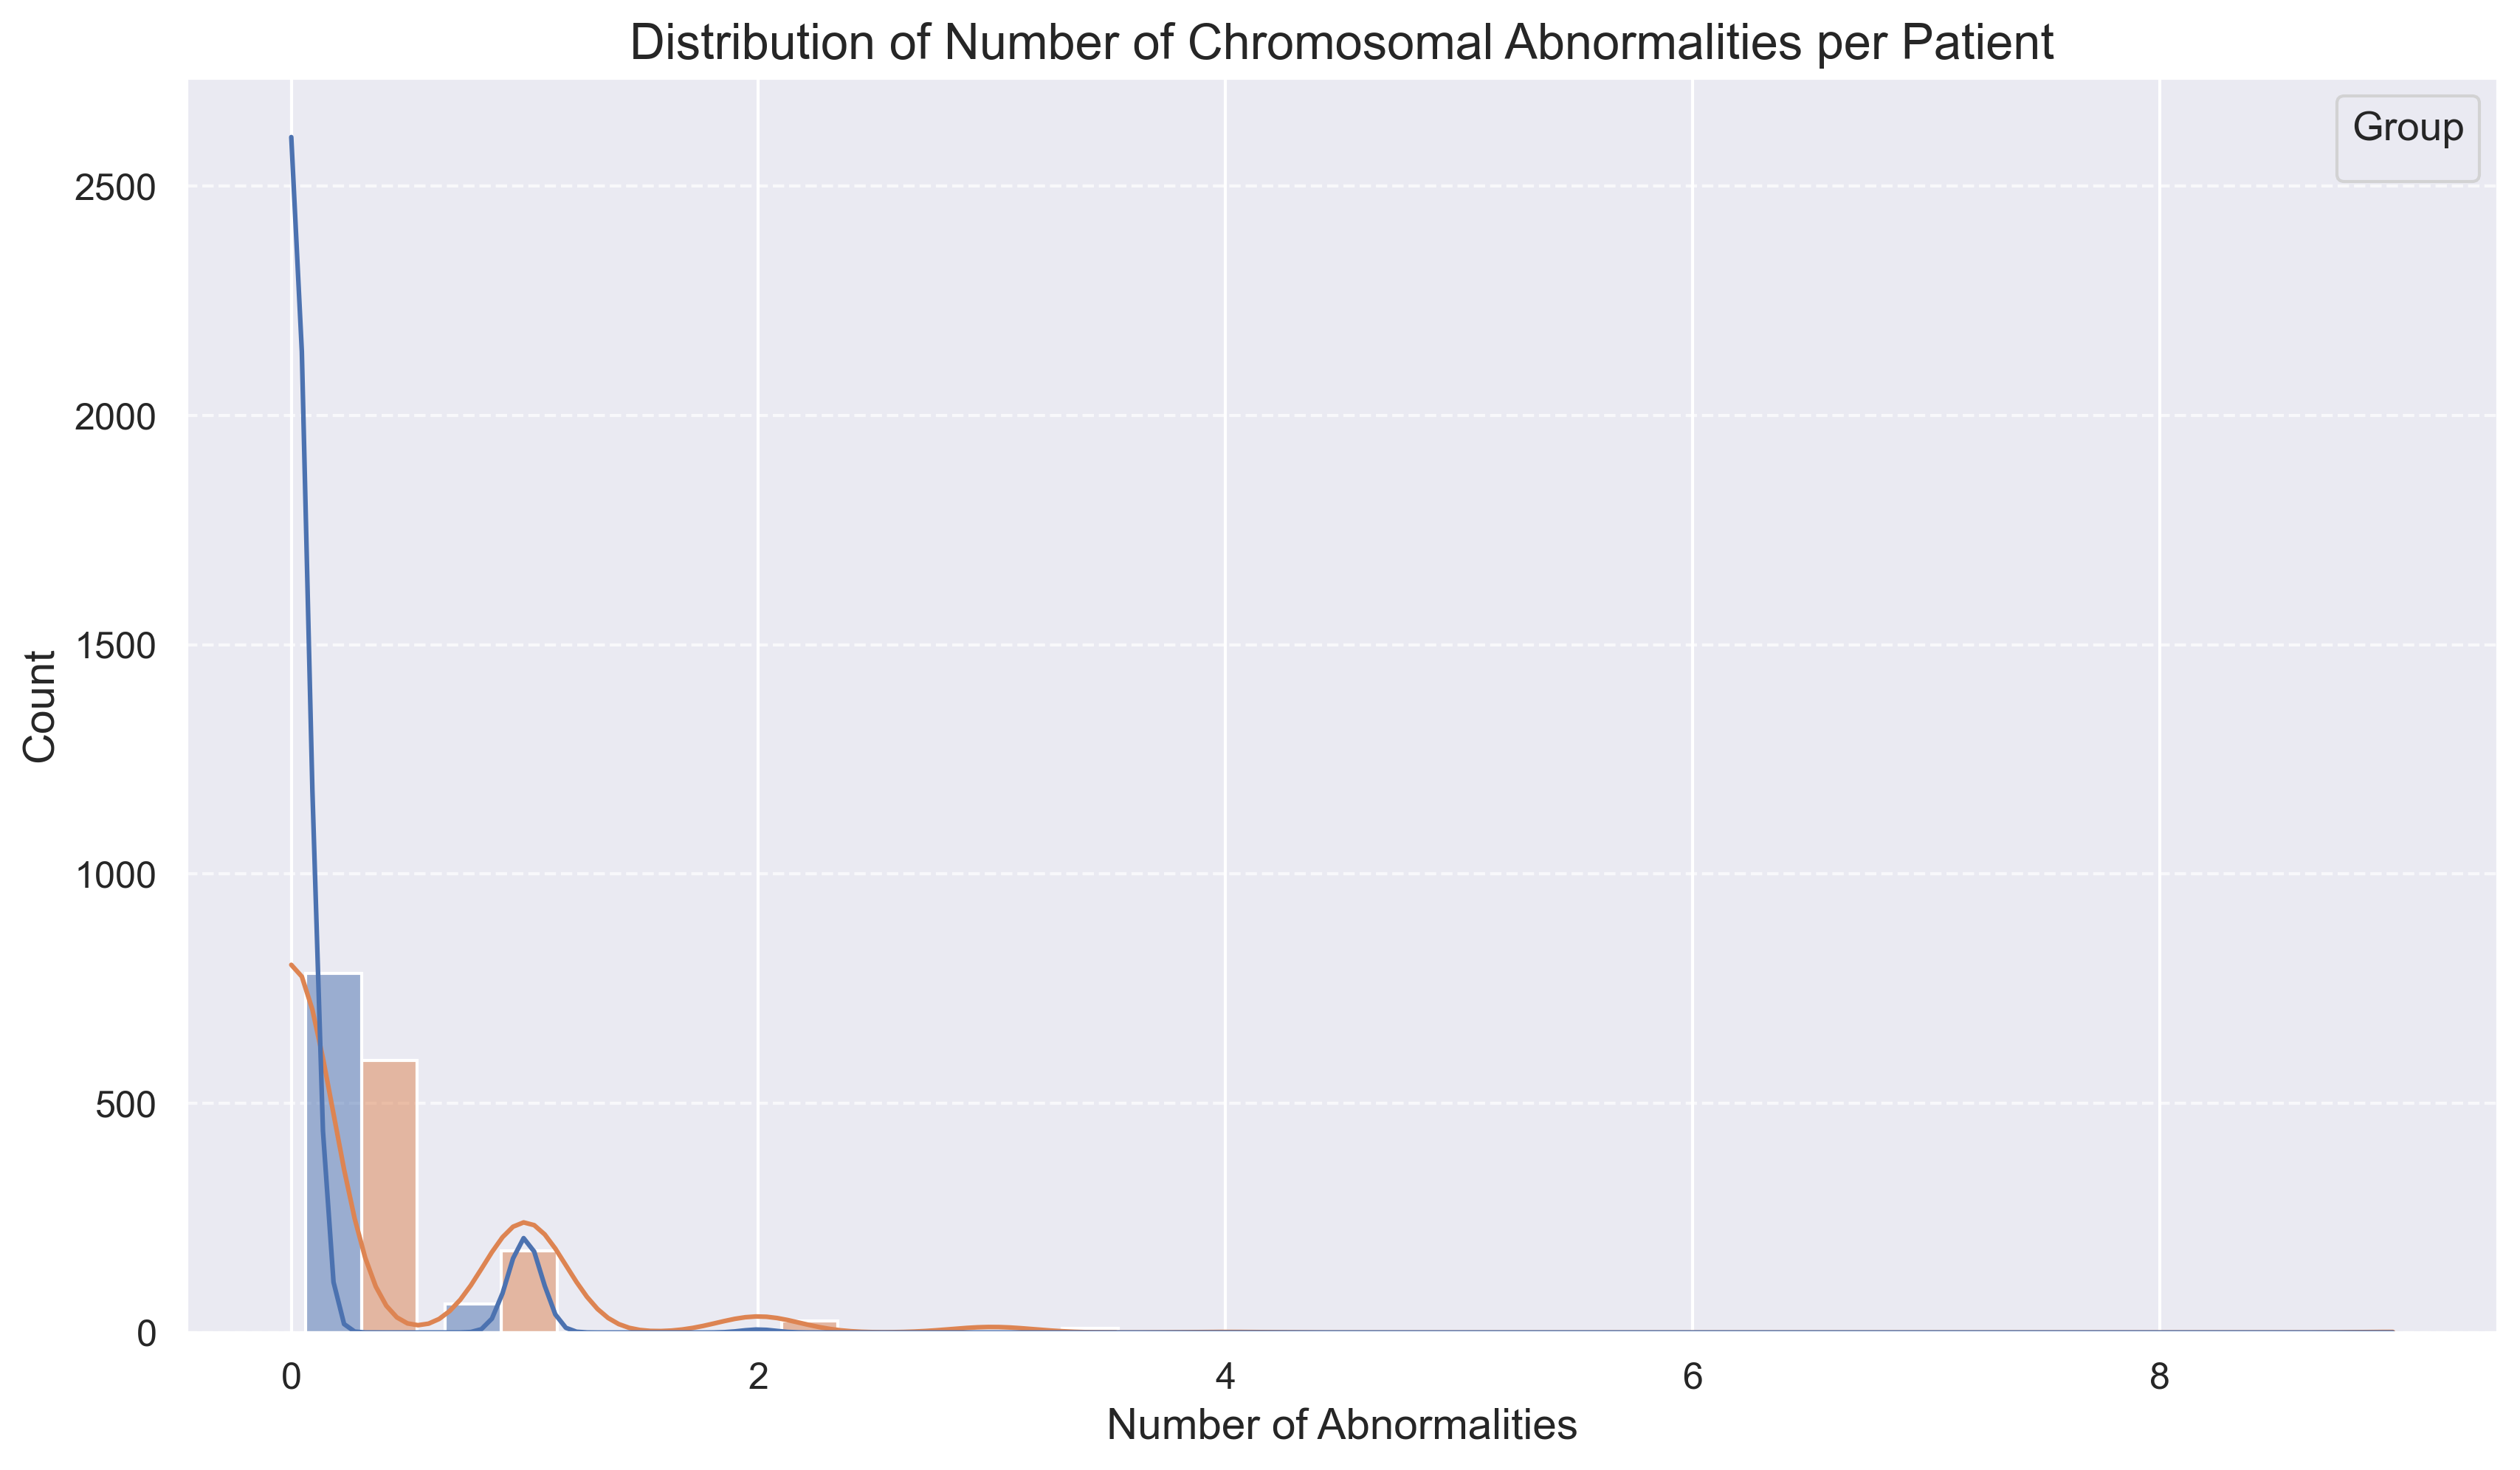 Distribution of Number of Chromosomal Abnormalities per Patient
Group
2500
2000
1500
1000
500
0
Count
0 2 4 6 8
Number of Abnormalities